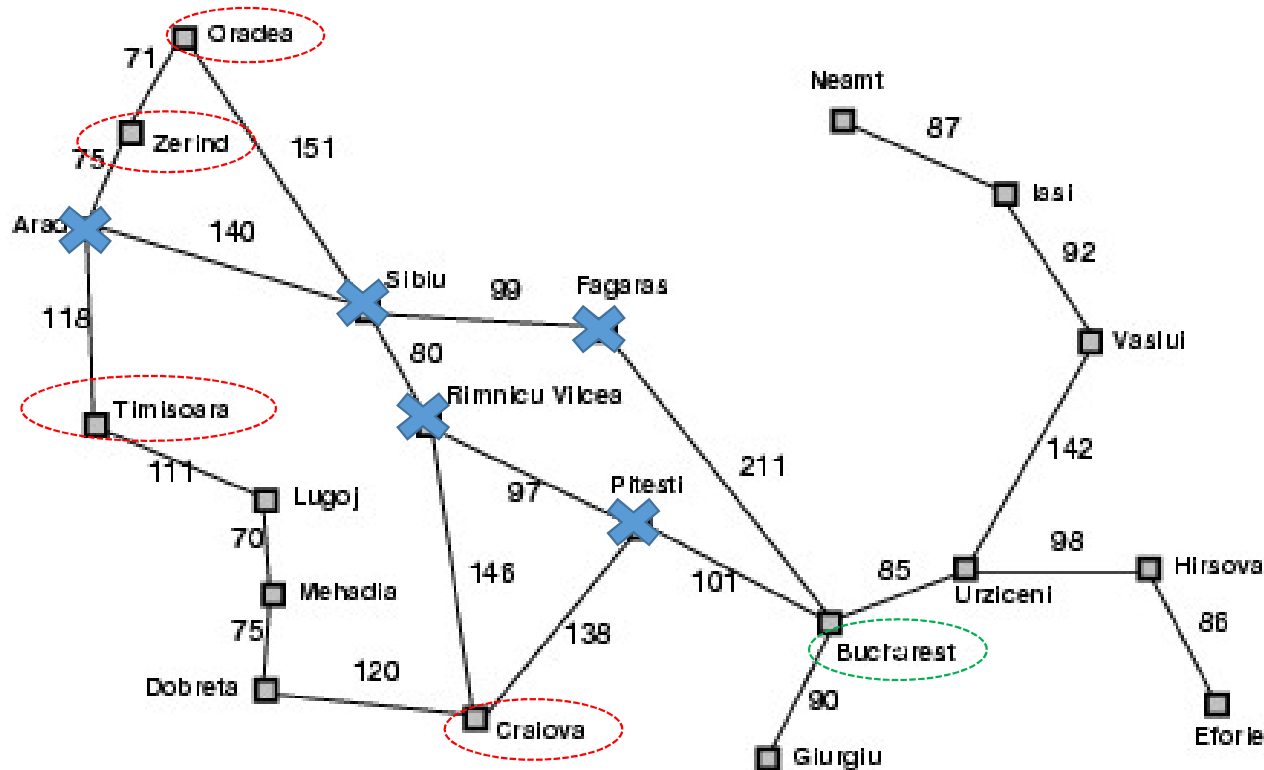 Oradea
71
Neamt
87
Zerind
75
151
Iasi
Arad
140
92
Sibiu
99
Fagaras
118
80
Vaslui
Rimnicu Vilcea
Timisoara
142
111
97
211
Pitesti
Lugoj
70
98
146
101
85
Hirsova
Mehadia
Urziceni
75
138
86
Bucharest
120
Dobreta
90
Craiova
Eforie
Giurgiu